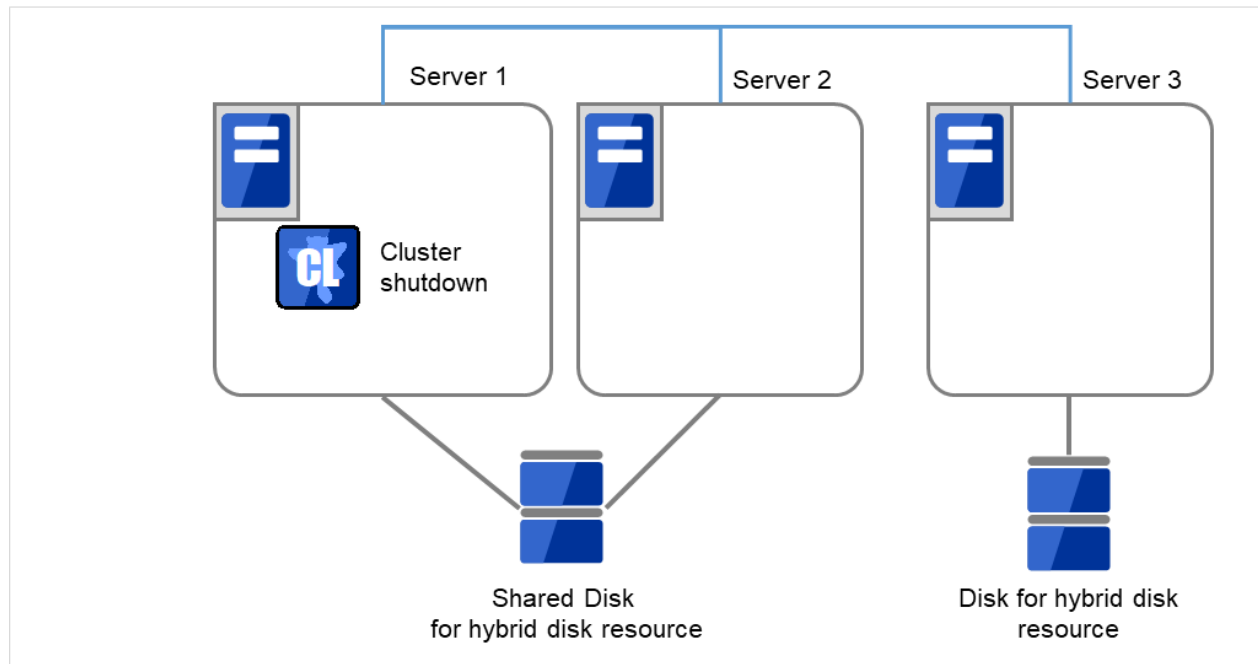 Server 1
Server 2
Server 3
CL
Cluster
shutdown
Shared Disk
for hybrid disk resource
Disk for hybrid disk
resource